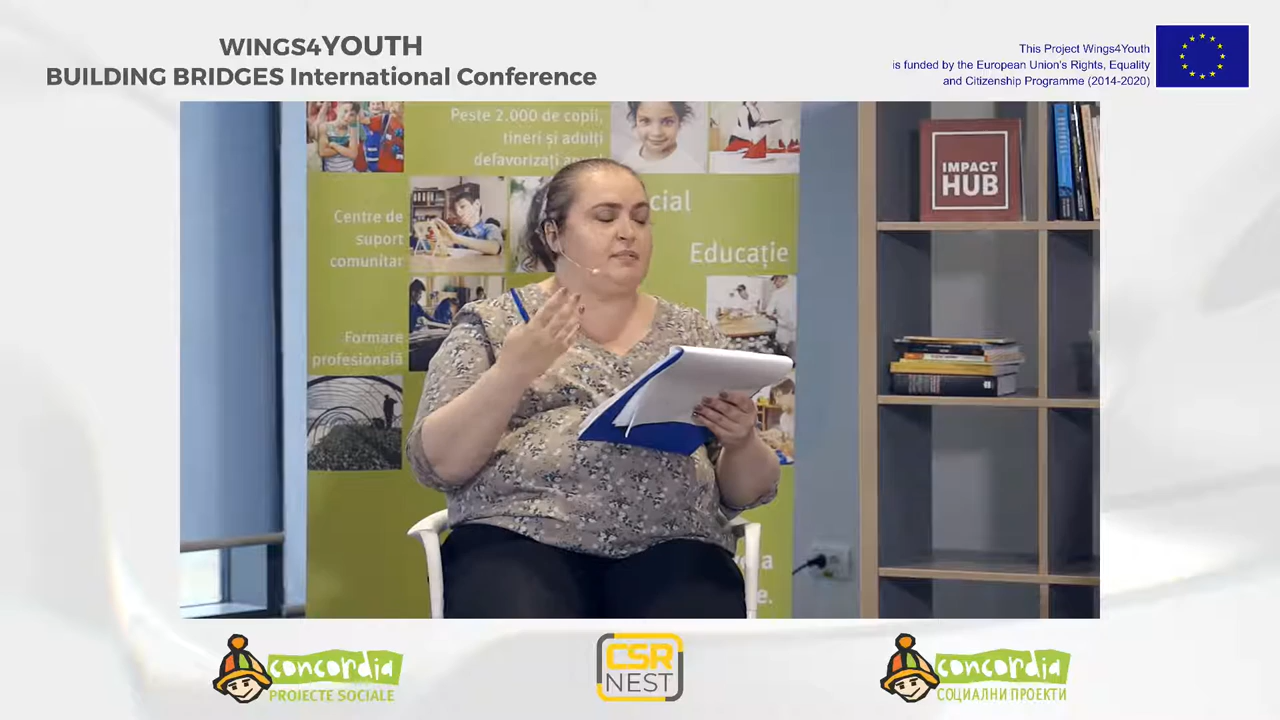 WINGS4YOUTH
BUILDING BRIDGES International Conference
This Project Wings4Youth
is funded by the European Union's Rights, Equality
and Citizenship Programme (2014-2020)
Peste 2.000 de copii,
tineri și adulți
defavorizați
cial
Educație
Centre de
suport
comunitar
Formare
profesională
e.
IMPACT
HUB
concordia
PROIECTE SOCIALE
CSR
NEST
concordia
СОЦИАЛНИ ПРОЕКТИ